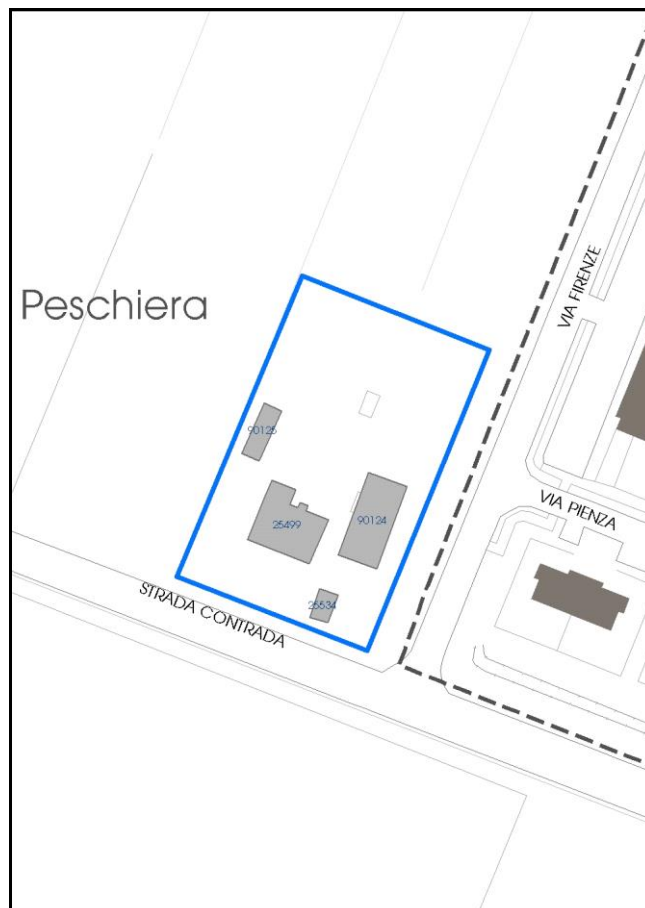 VIA FIRENZE
Peschiera
90125
25499
90124
VIA PIENZA
25534
STRADA CONTRADA